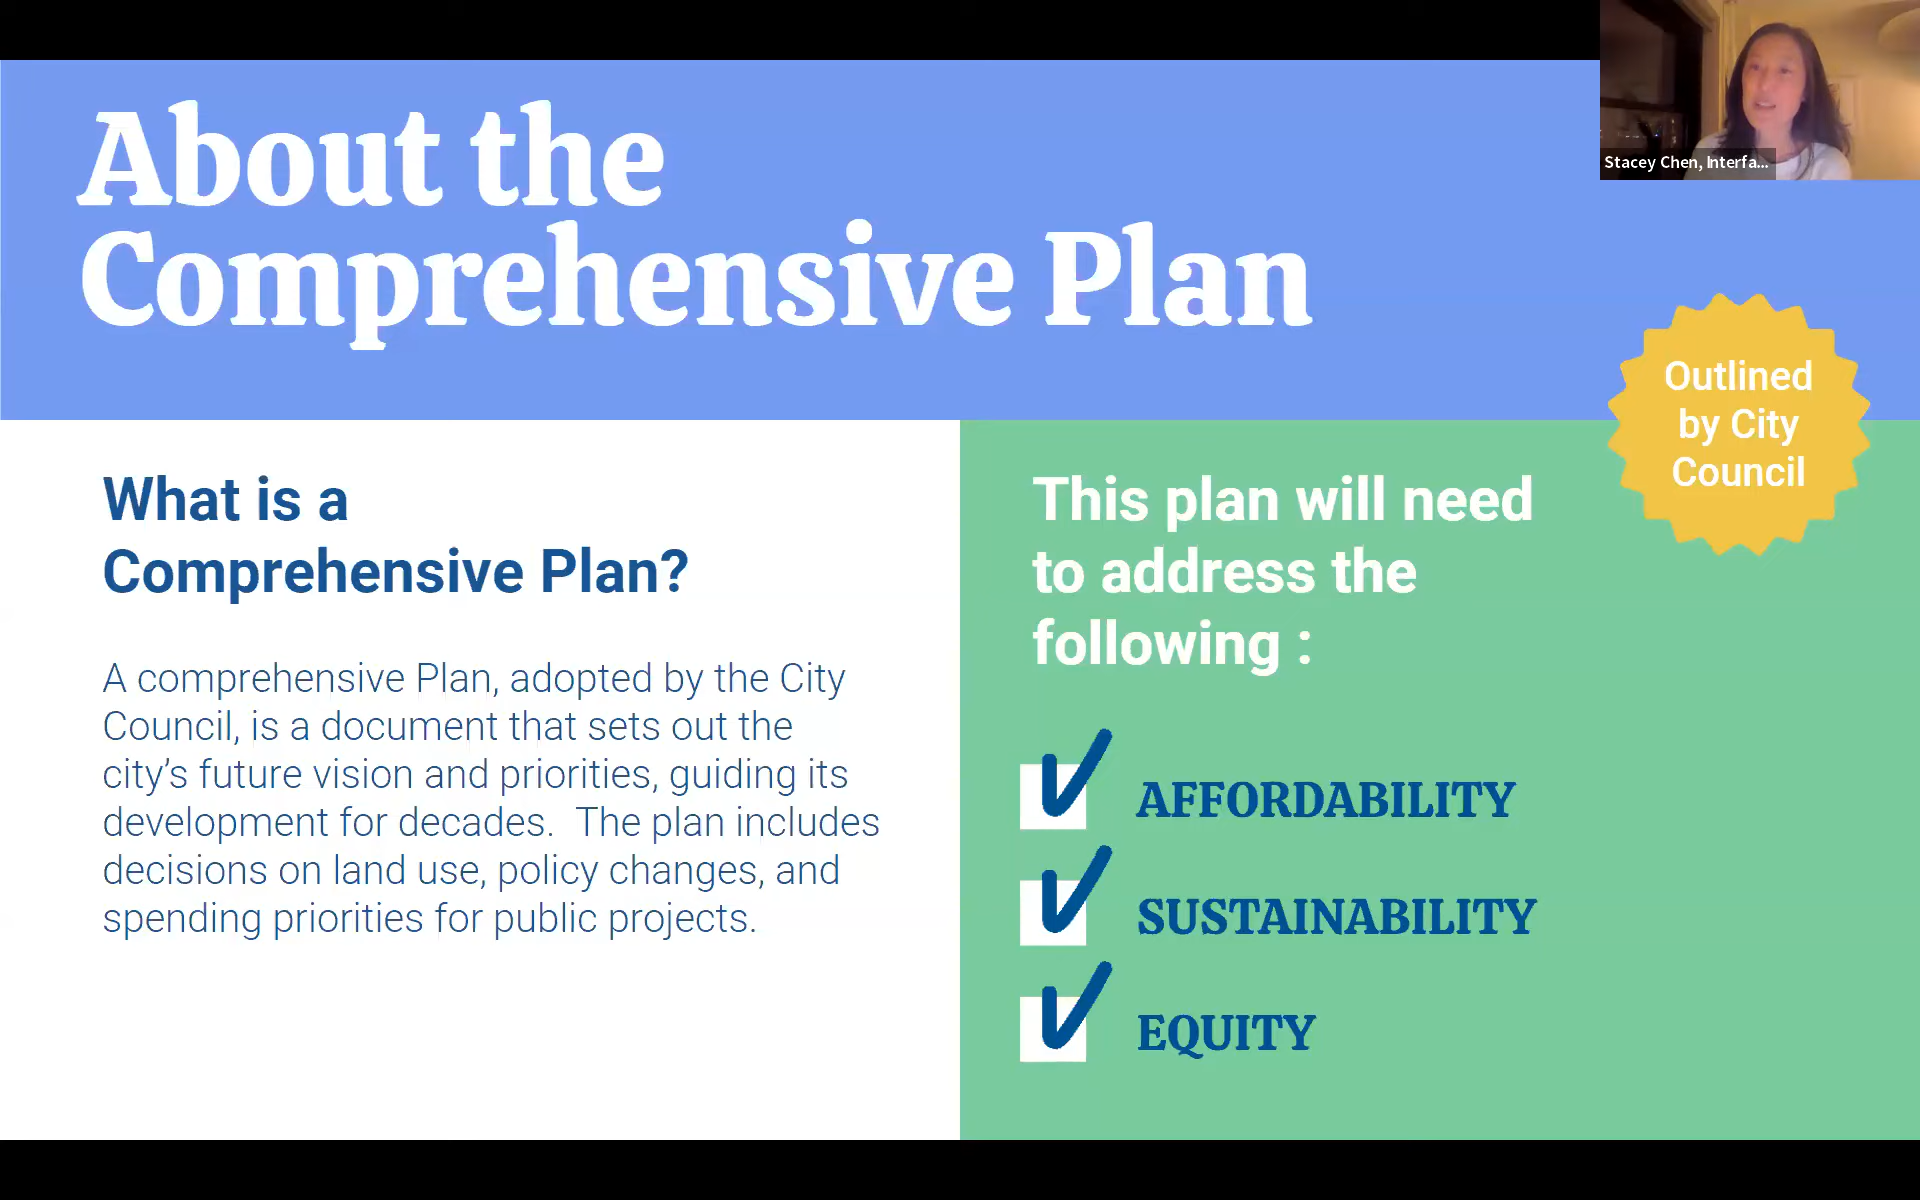 About the
Comprehensive Plan
Stacey Chen, Interfa...
Outlined
by City
Council
What is a
Comprehensive Plan?
A comprehensive Plan, adopted by the City
Council, is a document that sets out the
city’s future vision and priorities, guiding its
development for decades.  The plan includes
decisions on land use, policy changes, and
spending priorities for public projects.
This plan will need
to address the
following :
AFFORDABILITY
SUSTAINABILITY
EQUITY